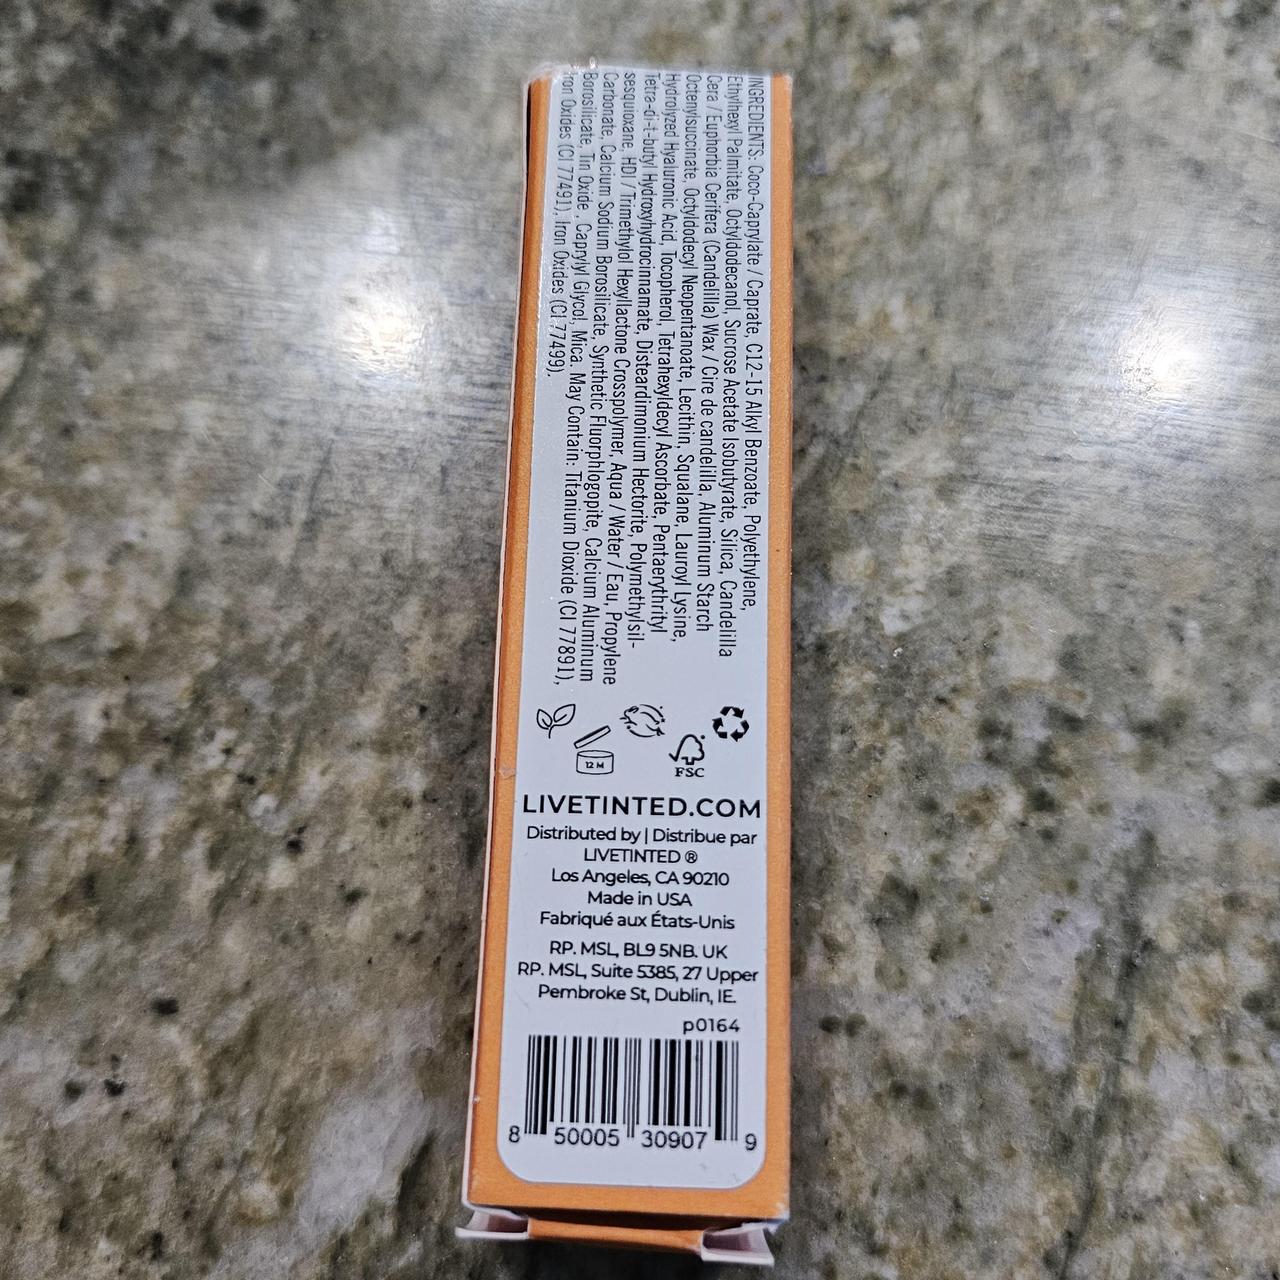 INGREDIENTS: Coco-Caprylate / Caprate, C12-15 Alkyl Benzoate, Polyethylene,
Ethylhexyl Palmitate, Octyldodecanol, Sucrose Acetate Isobutyrate, Silica, Candelilla
Cera / Euphorbia Cerifera (Candelilla) Wax / Cire de candelilla, Aluminum Starch
Octenylsuccinate, Octyldodecyl Neopentanoate, Lecithin, Squalane, Lauroyl Lysine,
Hydrolyzed Hyaluronic Acid, Tocopherol, Tetrahexyldecyl Ascorbate, Pentaerythrityl
Tetra-di-t-butyl Hydroxyhydrocinnamate, Disteardimonium Hectorite, Polymethylsil-
sesquioxane, HDI / Trimethylol Hexyllactone Crosspolymer, Aqua / Water / Eau, Propylene
Carbonate, Calcium Sodium Borosilicate, Synthetic Fluorphlogopite, Calcium Aluminum
Borosilicate, Tin Oxide , Caprylyl Glycol, Mica. May Contain: Titanium Dioxide (CI 77891),
Iron Oxides (CI 77491), Iron Oxides (CI 77499).
12 M
FSC
LIVETINTED.COM
Distributed by | Distribue par
LIVETINTED ®
Los Angeles, CA 90210
Made in USA
Fabriqué aux États-Unis
RP. MSL, BL9 5NB. UK
RP. MSL, Suite 5385, 27 Upper
Pembroke St, Dublin, IE.
p0164
8 50005 30907 9